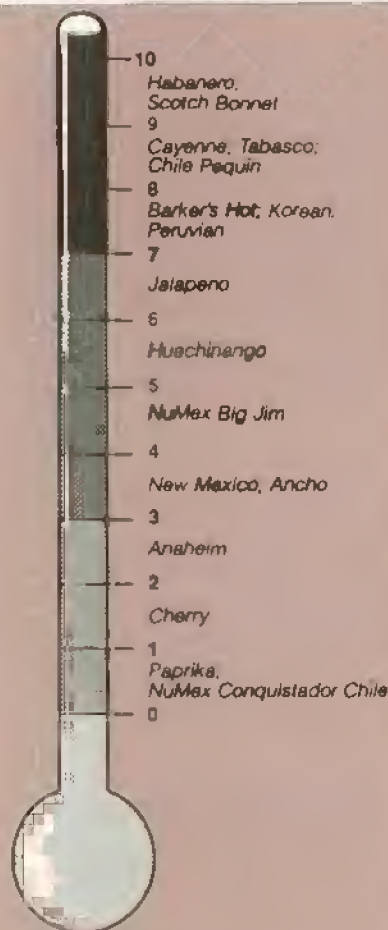 10
Habanero,
Scotch Bonnet
9
Cayenne, Tabasco;
Chile Pequin
8
Barker's Hot; Korean.
Peruvian
7
Jalapeno
6
Huachinango
5
NuMex Big Jim
4
New Mexico, Ancho
3
Anaheim
2
Cherry
1
Paprika,
NuMex Conquistador Chile
0